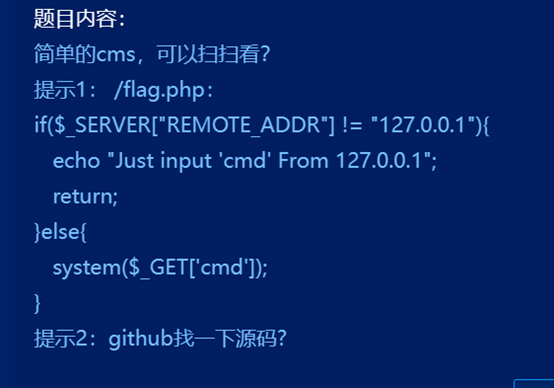 题目内容：
简单的cms，可以扫扫看？
提示1： /flag.php：
if($_SERVER["REMOTE_ADDR"] != "127.0.0.1"){
   echo "Just input 'cmd' From 127.0.0.1";
   return;
}else{
   system($_GET['cmd']);
}
提示2：github找一下源码？